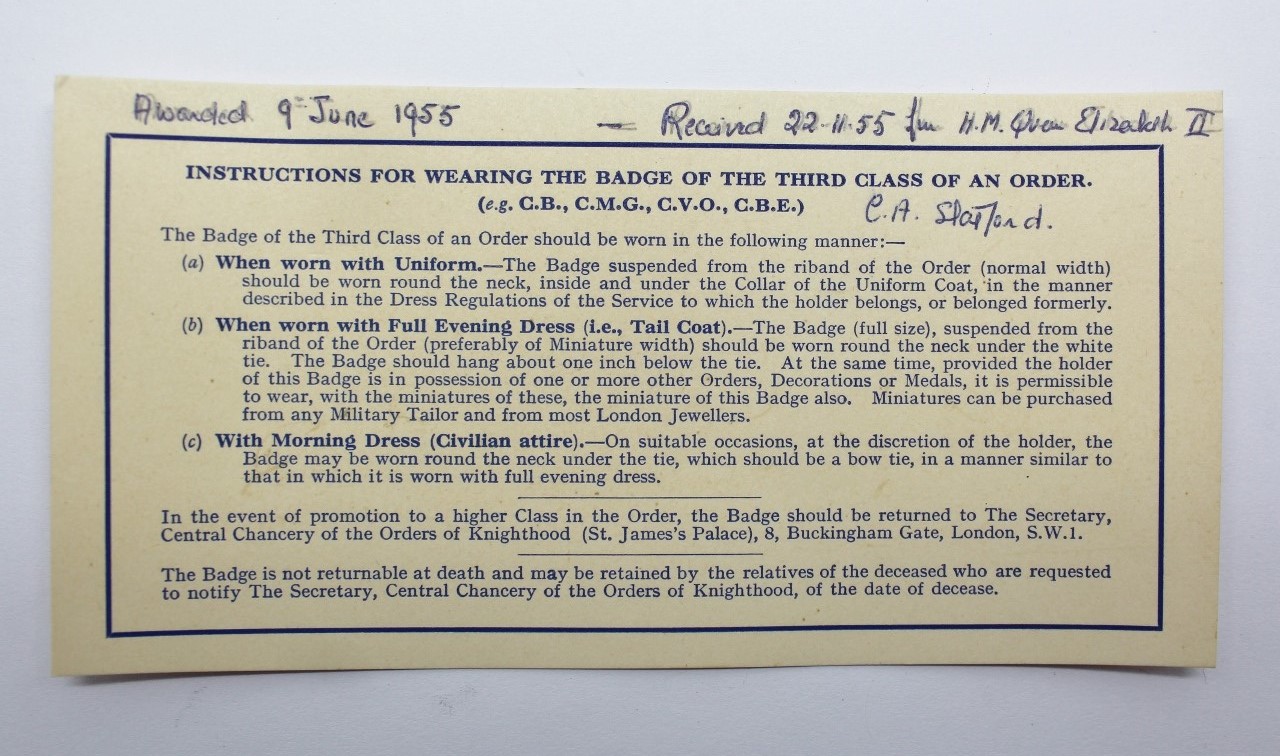 Awarded 9th June 1955 — Received 22-11-55 fm H.M. Queen Elizabeth II
INSTRUCTIONS FOR WEARING THE BADGE OF THE THIRD CLASS OF AN ORDER.
(e.g. C.B., C.M.G., C.V.O., C.B.E.) C.A.
The Badge of the Third Class of an Order should be worn in the following manner:—
(a) When worn with Uniform.—The Badge suspended from the riband of the Order (normal width)
should be worn round the neck, inside and under the Collar of the Uniform Coat, in the manner
described in the Dress Regulations of the Service to which the holder belongs, or belonged formerly.
(b) When worn with Full Evening Dress (i.e., Tail Coat).—The Badge (full size), suspended from the
riband of the Order (preferably of Miniature width) should be worn round the neck under the white
tie. The Badge should hang about one inch below the tie. At the same time, provided the holder
of this Badge is in possession of one or more other Orders, Decorations or Medals, it is permissible
to wear, with the miniatures of these, the miniature of this Badge also. Miniatures can be purchased
from any Military Tailor and from most London Jewellers.
(c) With Morning Dress (Civilian attire).—On suitable occasions, at the discretion of the holder, the
Badge may be worn round the neck under the tie, which should be a bow tie, in a manner similar to
that in which it is worn with full evening dress.
In the event of promotion to a higher Class in the Order, the Badge should be returned to The Secretary,
Central Chancery of the Orders of Knighthood (St. James's Palace), 8, Buckingham Gate, London, S.W.1.
The Badge is not returnable at death and may be retained by the relatives of the deceased who are requested
to notify The Secretary, Central Chancery of the Orders of Knighthood, of the date of decease.